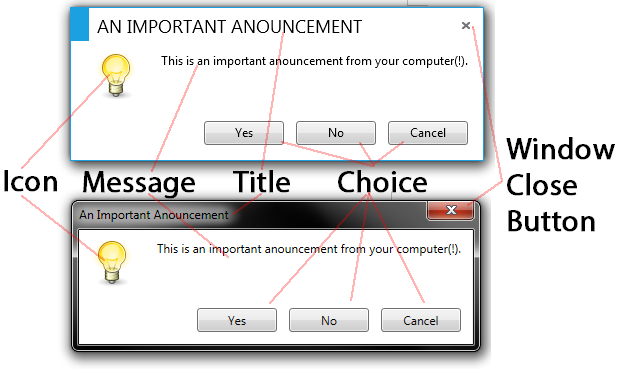 AN IMPORTANT ANOUNCEMENT
This is an important anouncement from your computer(!).
Yes No Cancel
Icon Message Title Choice
Window
Close
Button
An Important Anouncement
This is an important anouncement from your computer(!).
Yes No Cancel